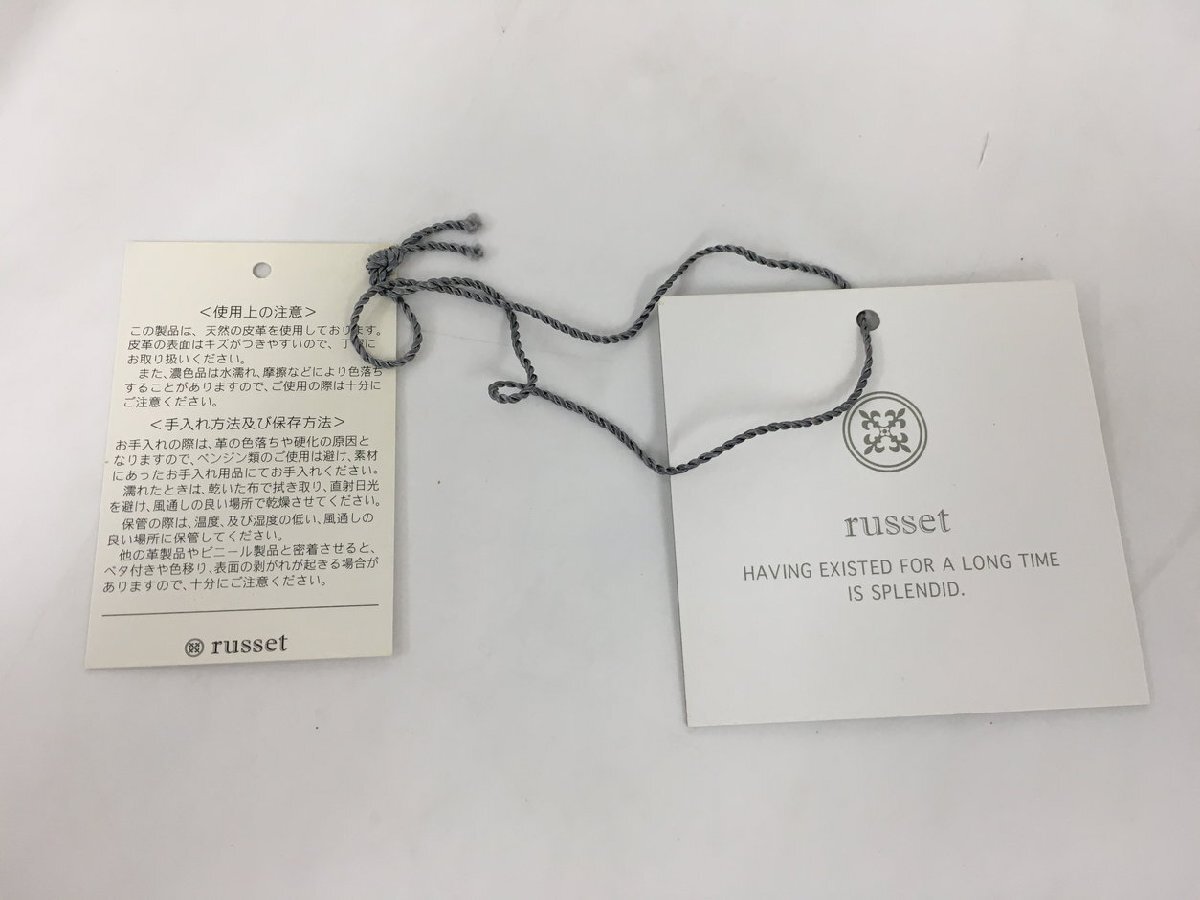 <使用上の注意>
この製品は、天然の皮革を使用しております。
皮革の表面はキズがつきやすいので、丁寧に
お取り扱いください。
また、濃色品は水濡れ、摩擦などにより色落ち
することがありますので、ご使用の際は十分に
ご注意ください。
<手入れ方法及び保存方法>
お手入れの際は、革の色落ちや硬化の原因と
なりますので、ベンジン類のご使用は避け、素材
にあったお手入れ用品にてお手入れください。
濡れたときは、乾いた布で拭き取り、直射日光
を避け、風通しの良い場所で乾燥させてください。
保管の際は、温度、及び湿度の低い、風通しの
良い場所に保管してください。
他の革製品やビニール製品と密着させると、
ベタ付きや色移り、表面の剥がれが起きる場合が
ありますので、十分にご注意ください。
russet
russet
HAVING EXISTED FOR A LONG TIME
IS SPLENDID.